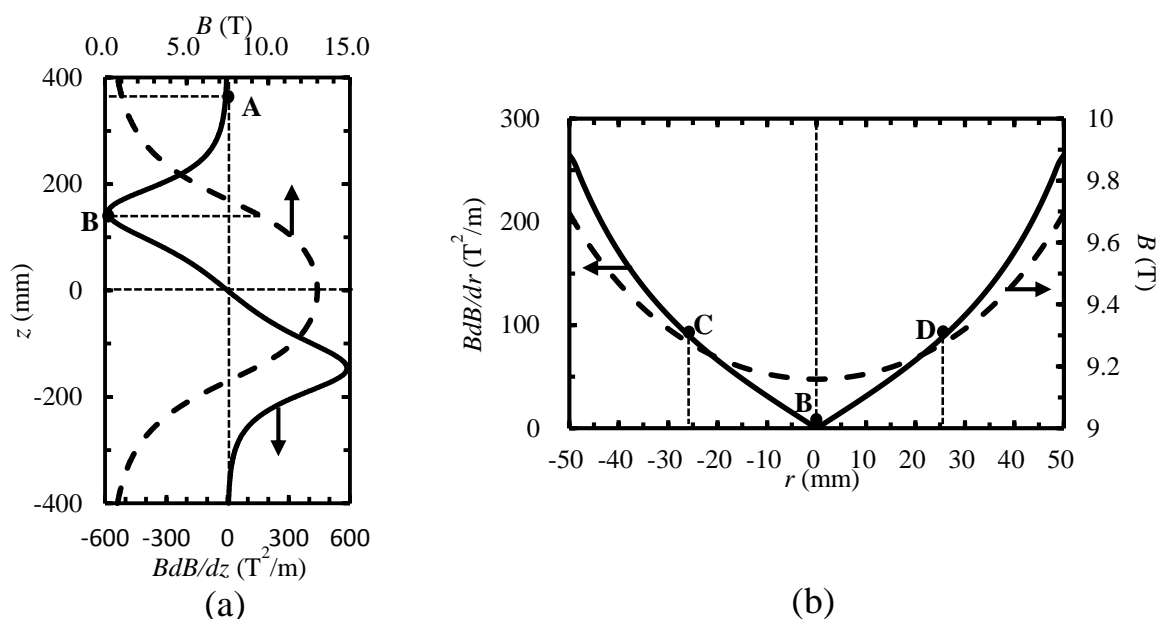 B (T)
0.0 5.0 10.0 15.0
400
200
0
-200
-400
z (mm)
A
B
-600 -300 0 300 600
BdB/dz (T²/m)
(a)
300
200
100
0
BdB/dr (T²/m)
10
9.8
9.6
9.4
9.2
9
B (T)
C
D
B
-50 -40 -30 -20 -10 0 10 20 30 40 50
r (mm)
(b)